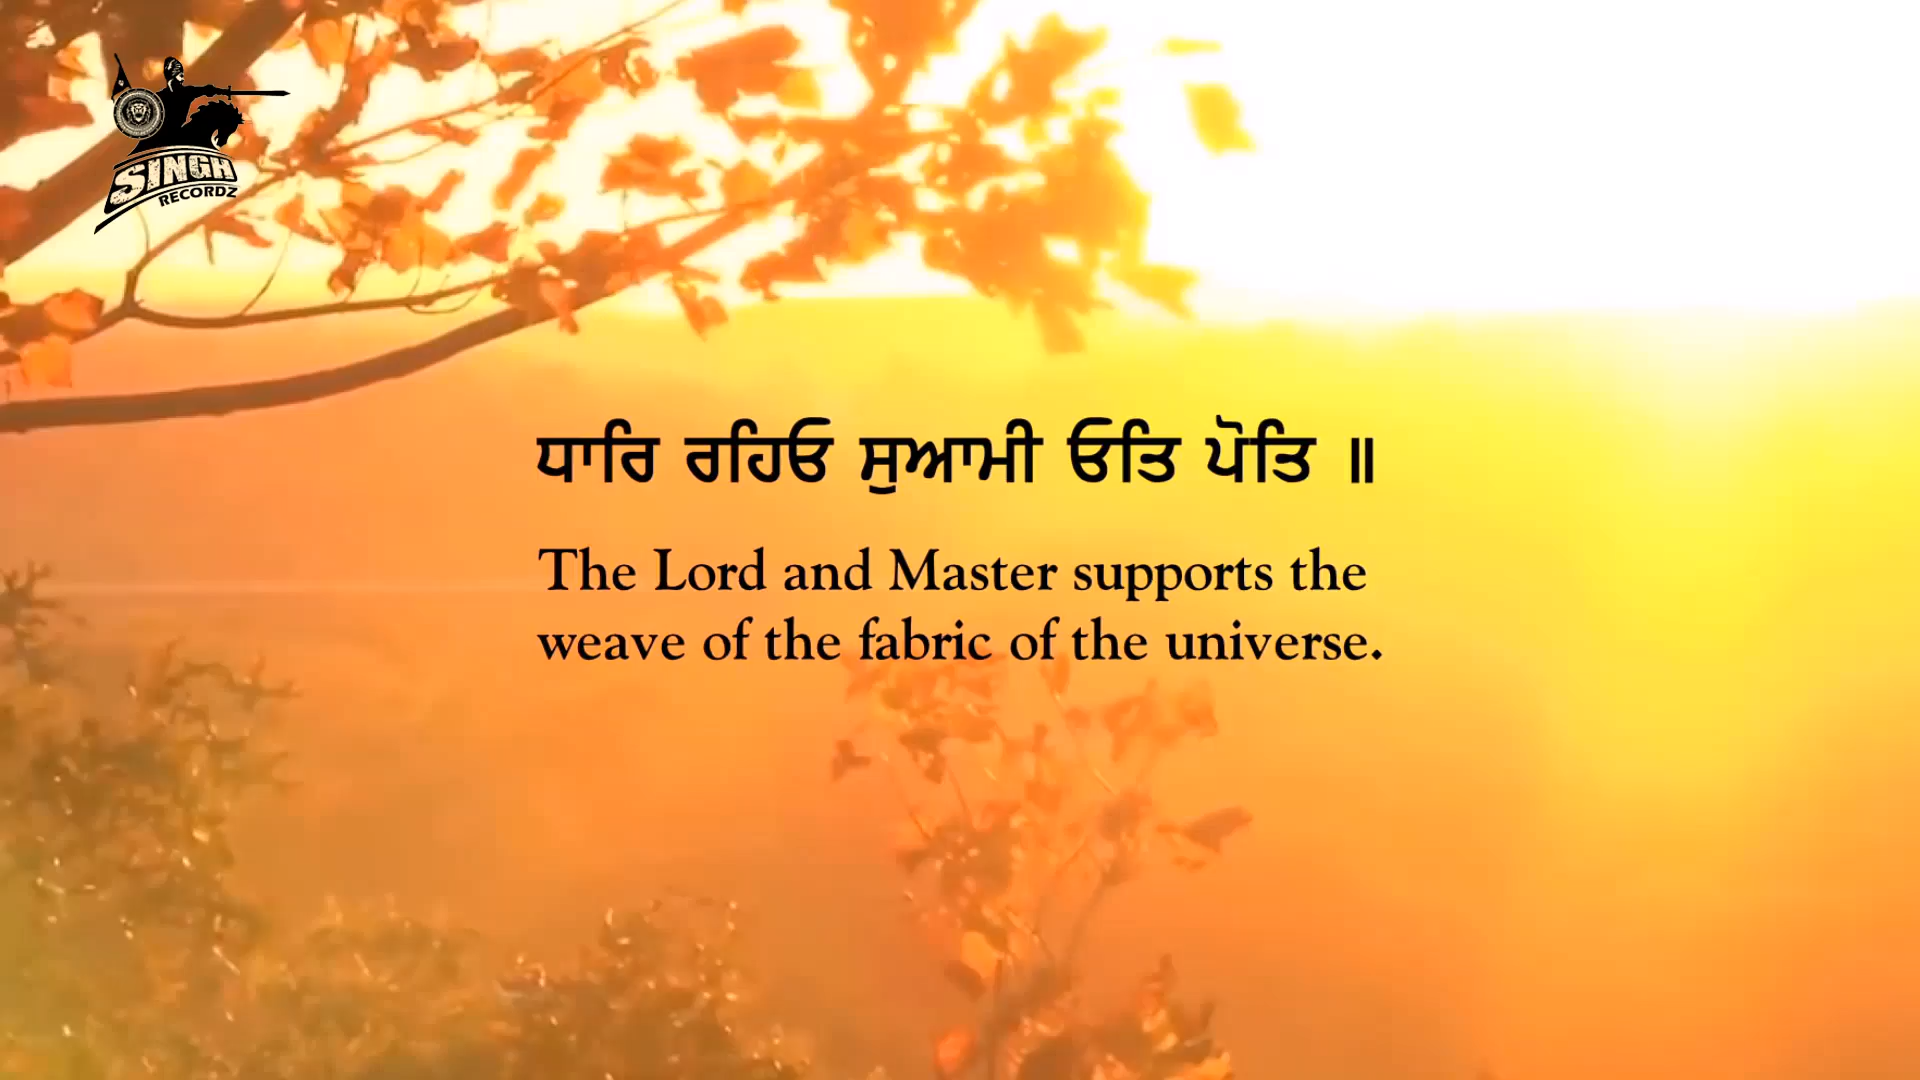 SINGH
RECORDZ
ਧਾਰਿ ਰਹਿਓ ਸੁਆਮੀ ਓਤਿ ਪੋਤਿ ॥
The Lord and Master supports the
weave of the fabric of the universe.